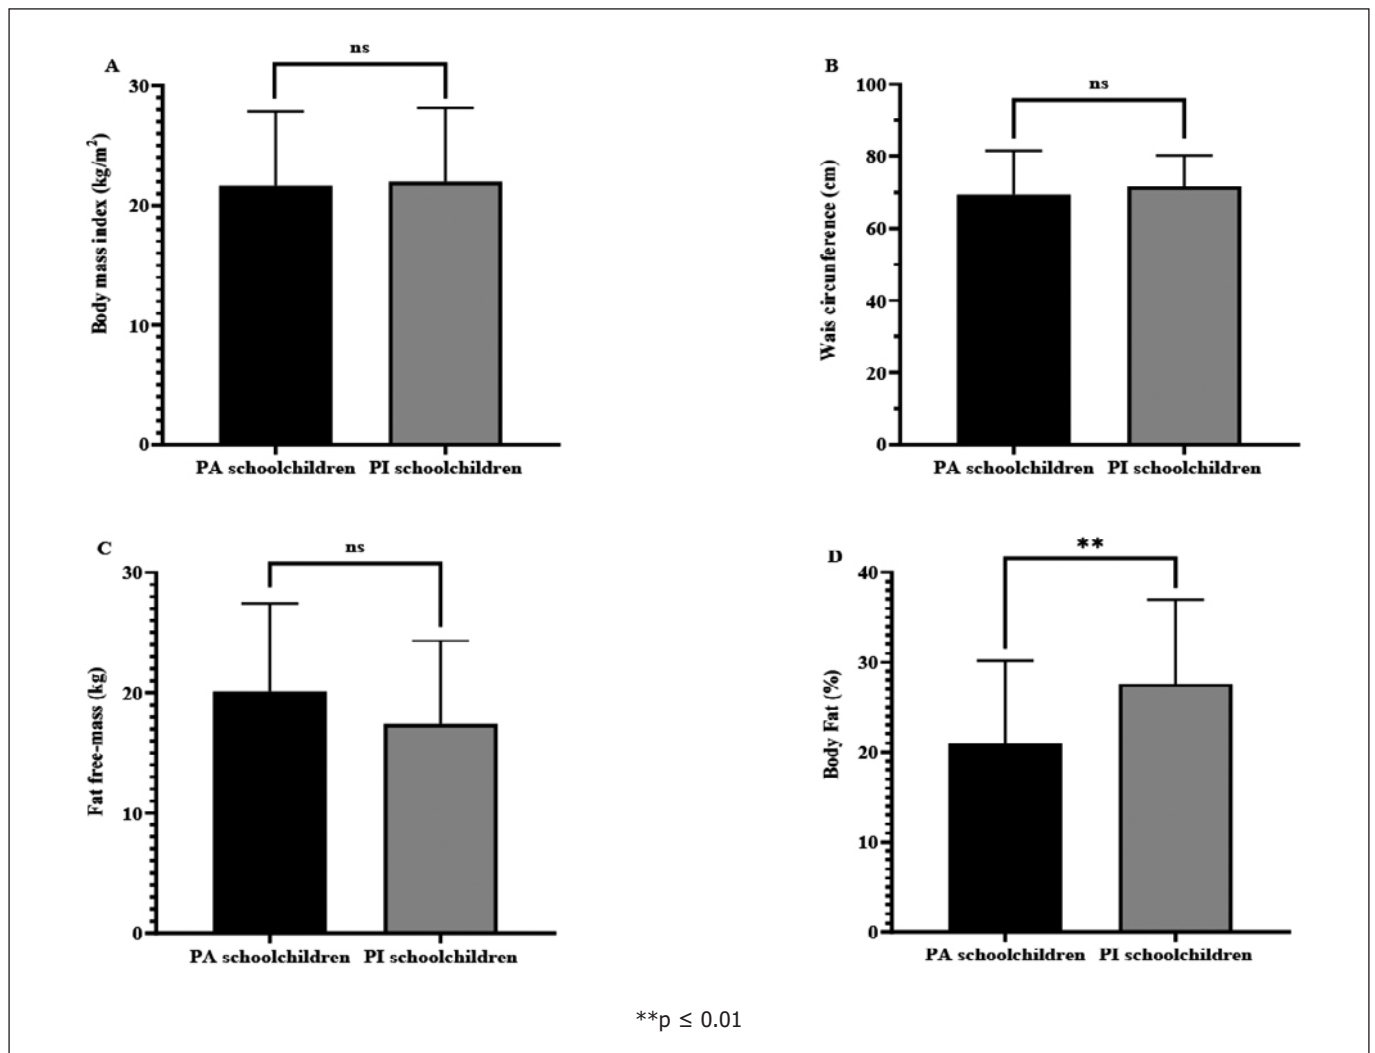 A
ns
Body mass index (kg/m²)
30
20
10
0
PA schoolchildren PI schoolchildren
B
ns
Wais circunference (cm)
100
80
60
40
20
0
PA schoolchildren PI schoolchildren
C
ns
Fat free-mass (kg)
30
20
10
0
PA schoolchildren PI schoolchildren
D
**
Body Fat (%)
40
30
20
10
0
PA schoolchildren PI schoolchildren
**p ≤ 0.01